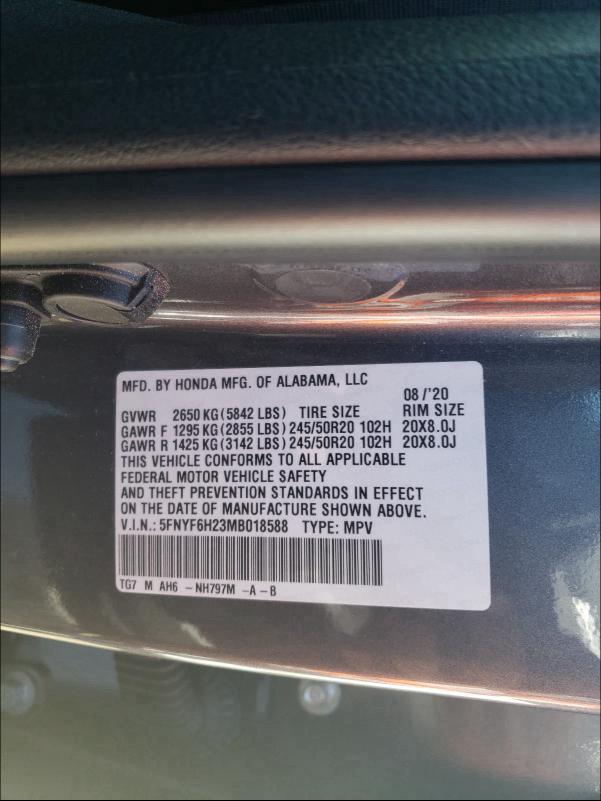 MFD. BY HONDA MFG. OF ALABAMA, LLC 08/'20
GVWR 2650 KG (5842 LBS) TIRE SIZE RIM SIZE
GAWR F 1295 KG (2855 LBS) 245/50R20 102H 20X8.0J
GAWR R 1425 KG (3142 LBS) 245/50R20 102H 20X8.0J
THIS VEHICLE CONFORMS TO ALL APPLICABLE
FEDERAL MOTOR VEHICLE SAFETY
AND THEFT PREVENTION STANDARDS IN EFFECT
ON THE DATE OF MANUFACTURE SHOWN ABOVE.
V.I.N.: 5FNYF6H23MB018588 TYPE: MPV
TG7 M AH6 -NH797M -A-B